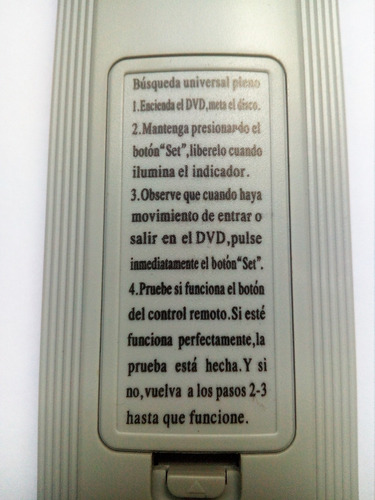 Búsqueda universal pleno
1.Encienda el DVD,meta el disco.
2.Mantenga presionando el
botón"Set",liberelo cuando
ilumina el indicador.
3.Observe que cuando haya
movimiento de entrar o
salir en el DVD,pulse
inmediatamente el botón"Set".
4.Pruebe si funciona el botón
del control remoto.Si esté
funciona perfectamente,la
prueba está hecha.Y si
no,vuelva a los pasos 2-3
hasta que funcione.